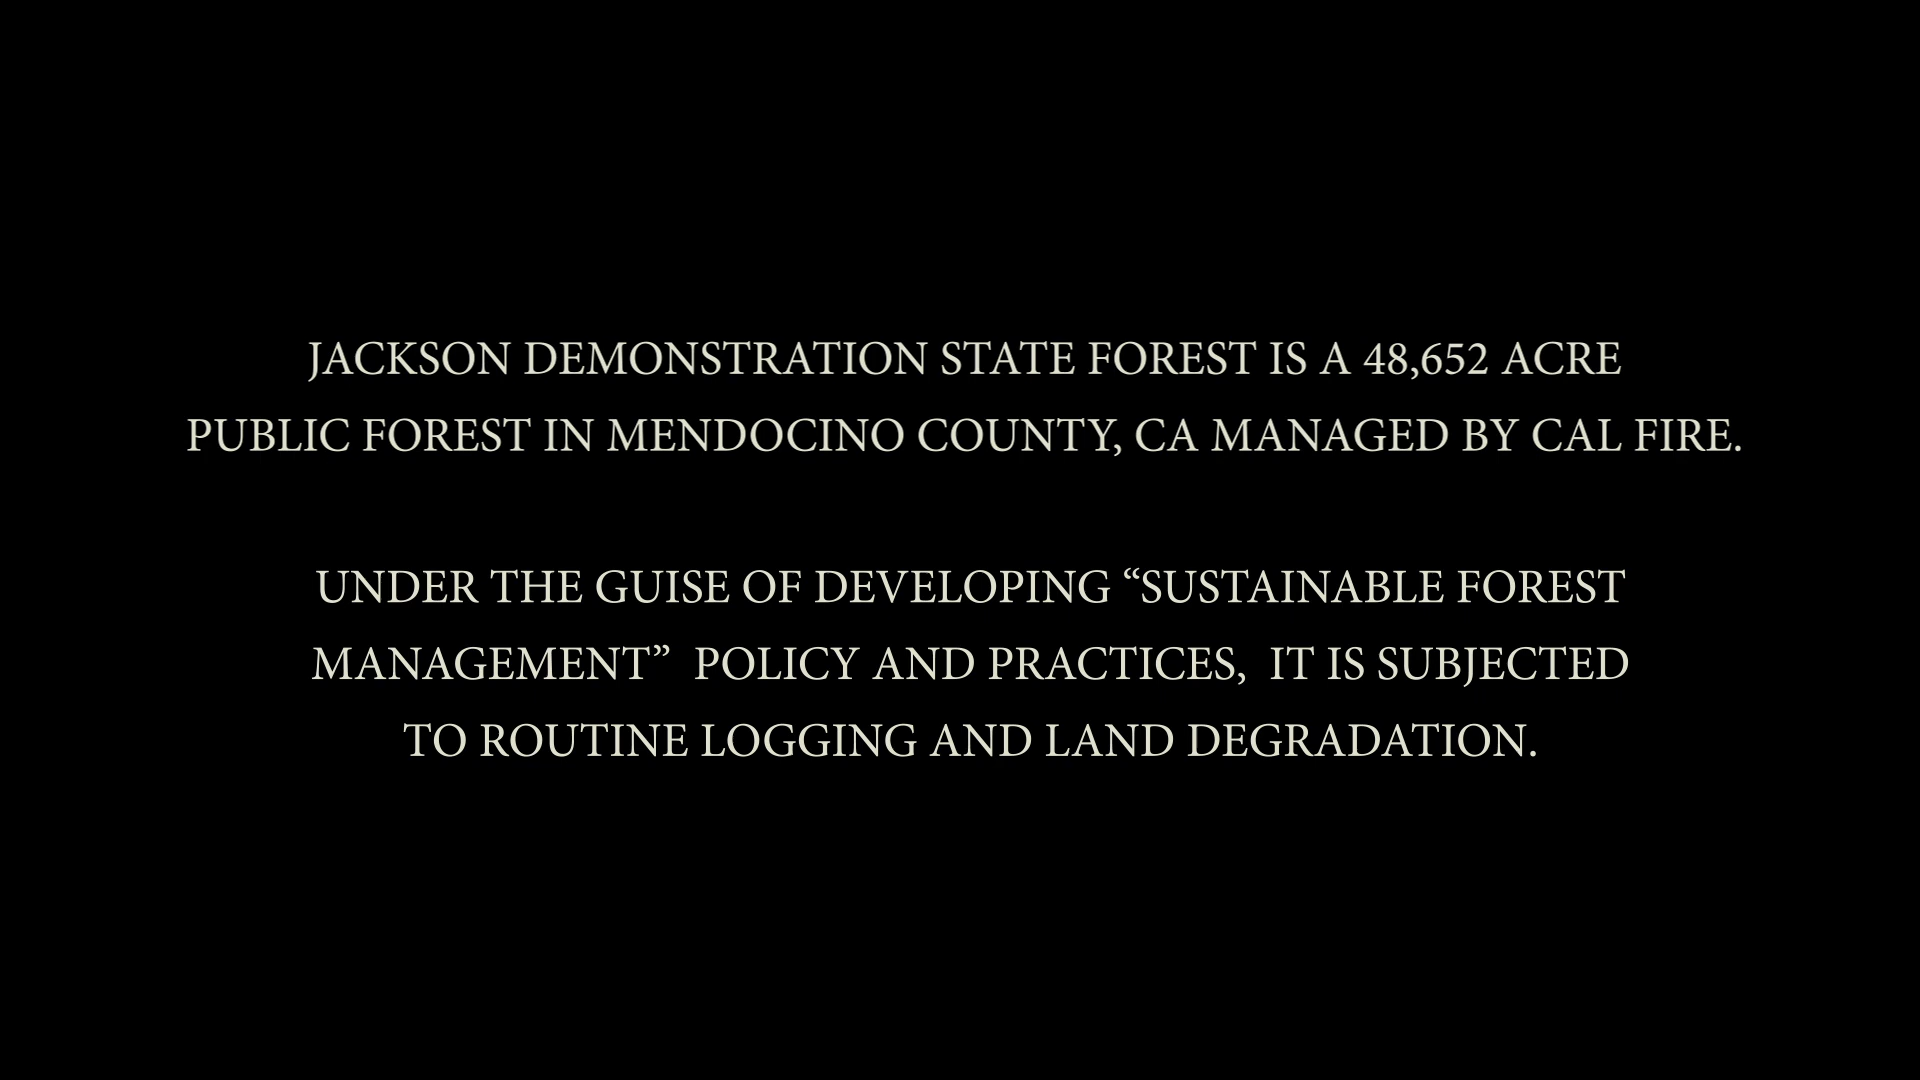 JACKSON DEMONSTRATION STATE FOREST IS A 48,652 ACRE
PUBLIC FOREST IN MENDOCINO COUNTY, CA MANAGED BY CAL FIRE.
UNDER THE GUISE OF DEVELOPING “SUSTAINABLE FOREST
MANAGEMENT”  POLICY AND PRACTICES,  IT IS SUBJECTED
TO ROUTINE LOGGING AND LAND DEGRADATION.